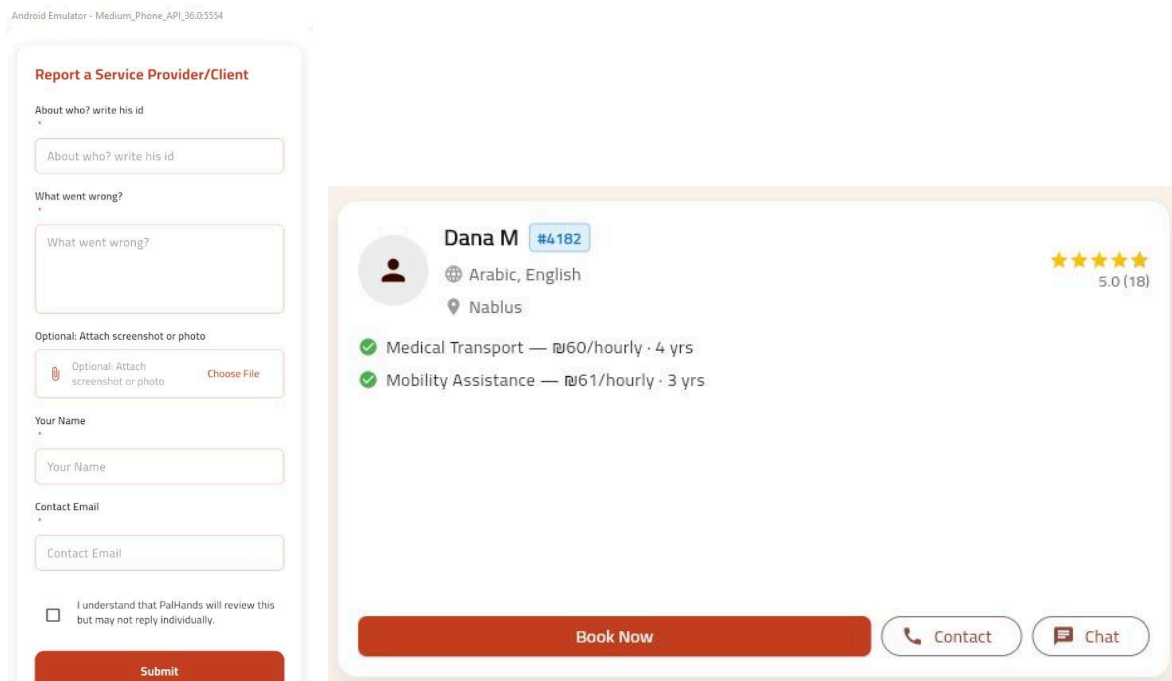 Android Emulator - Medium_Phone_API_36.0:5554
Report a Service Provider/Client
About who? write his id
*
About who? write his id
What went wrong?
*
What went wrong?
Optional: Attach screenshot or photo
Optional: Attach
screenshot or photo
Choose File
Your Name
*
Your Name
Contact Email
*
Contact Email
I understand that PalHands will review this
but may not reply individually.
Submit
Dana M #4182
Arabic, English
Nablus
5.0 (18)
Medical Transport — ₪60/hourly · 4 yrs
Mobility Assistance — ₪61/hourly · 3 yrs
Book Now
Contact
Chat